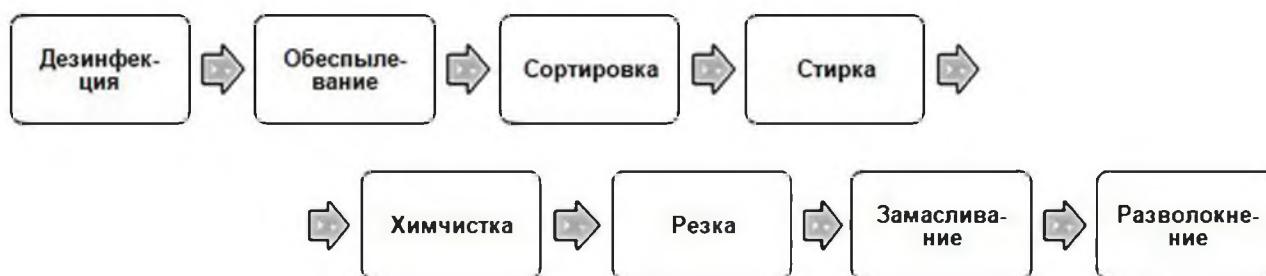 Дезинфек-
ция
Обеспыле-
вание
Сортировка
Стирка
Химчистка
Резка
Замаслива-
ние
Разволокне-
ние